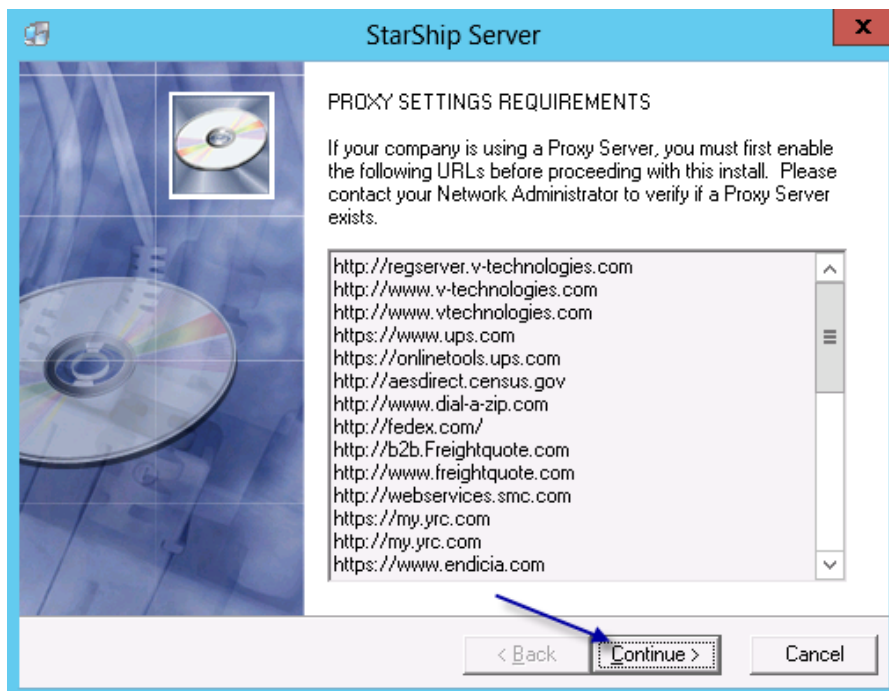 StarShip Server
x
PROXY SETTINGS REQUIREMENTS
If your company is using a Proxy Server, you must first enable
the following URLs before proceeding with this install. Please
contact your Network Administrator to verify if a Proxy Server
exists.
http://regserver.v-technologies.com
http://www.v-technologies.com
http://www.vtechnologies.com
https://www.ups.com
https://onlinetools.ups.com
http://aesdirect.census.gov
http://www.dial-a-zip.com
http://fedex.com/
http://b2b.Freightquote.com
http://www.freightquote.com
http://webservices.smc.com
https://my.yrc.com
http://my.yrc.com
https://www.endicia.com
< Back
Continue >
Cancel